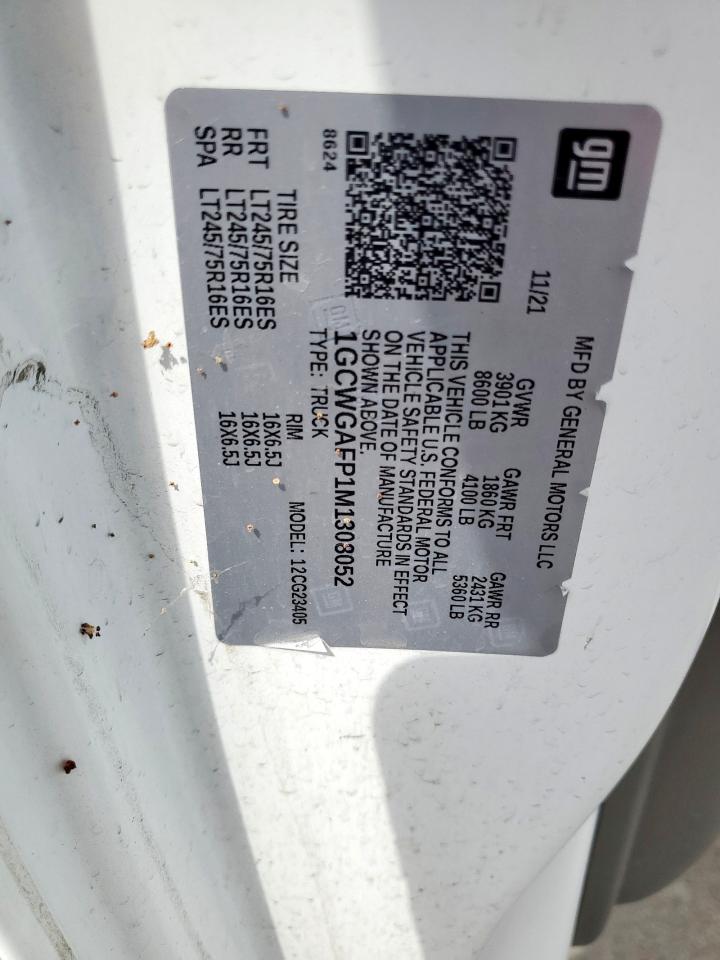 gm
MFD BY GENERAL MOTORS LLC
11/21
GVWR GAWR FRT GAWR RR
3901 KG 1860 KG 2431 KG
8600 LB 4100 LB 5360 LB
THIS VEHICLE CONFORMS TO ALL
APPLICABLE U.S. FEDERAL MOTOR
VEHICLE SAFETY STANDARDS IN EFFECT
ON THE DATE OF MANUFACTURE
SHOWN ABOVE.
1GCWGAFP1M1308052
8624
TYPE: TRUCK
MODEL: 12CG23405
TIRE SIZE RIM
FRT LT245/75R16ES 16X6.5J
RR LT245/75R16ES 16X6.5J
SPA LT245/75R16ES